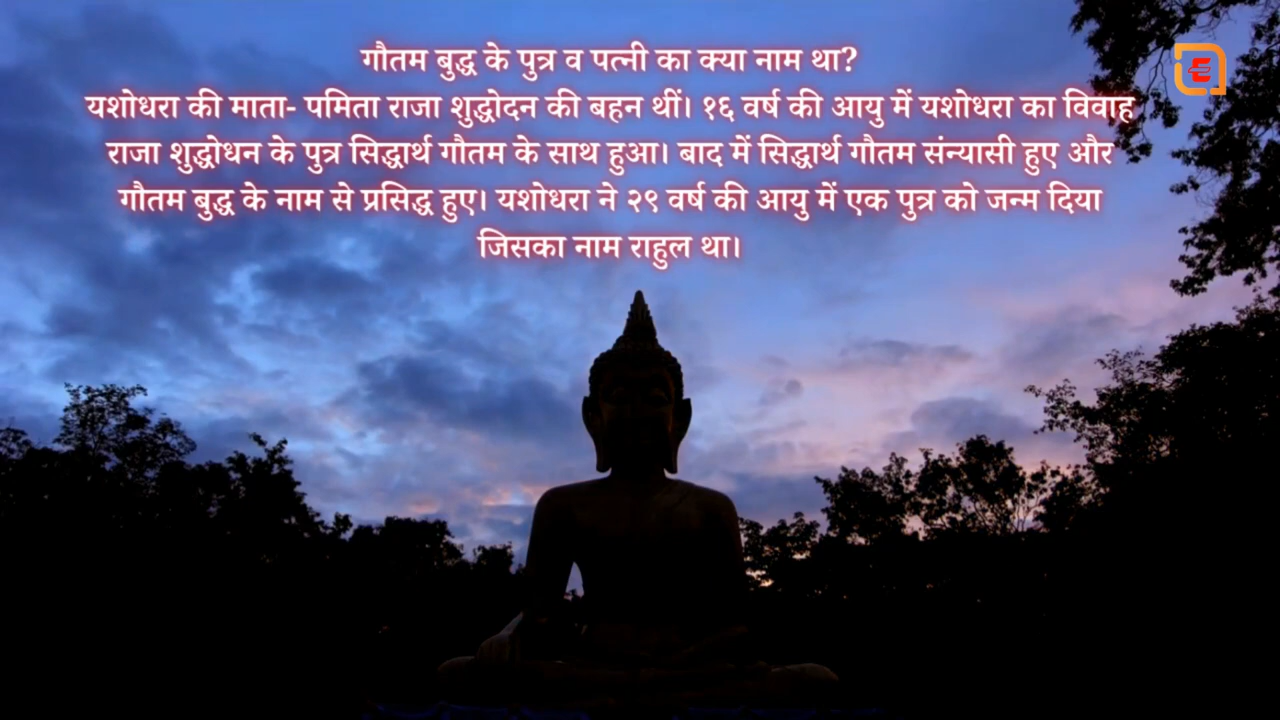 गौतम बुद्ध के पुत्र व पत्नी का क्या नाम था?
यशोधरा की माता- पमिता राजा शुद्धोदन की बहन थीं। १६ वर्ष की आयु में यशोधरा का विवाह
राजा शुद्धोधन के पुत्र सिद्धार्थ गौतम के साथ हुआ। बाद में सिद्धार्थ गौतम संन्यासी हुए और
गौतम बुद्ध के नाम से प्रसिद्ध हुए। यशोधरा ने २९ वर्ष की आयु में एक पुत्र को जन्म दिया
जिसका नाम राहुल था।